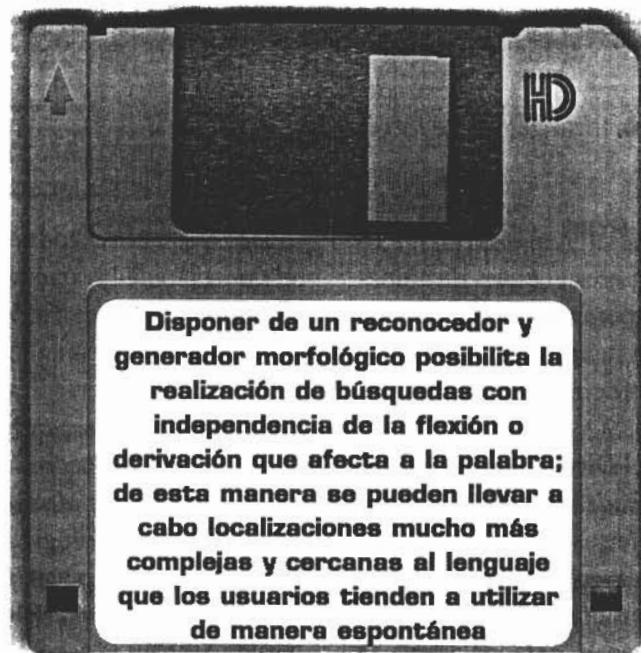 HD
Disponer de un reconocedor y
generador morfológico posibilita la
realización de búsquedas con
independencia de la flexión o
derivación que afecta a la palabra;
de esta manera se pueden llevar a
cabo localizaciones mucho más
complejas y cercanas al lenguaje
que los usuarios tienden a utilizar
de manera espontánea